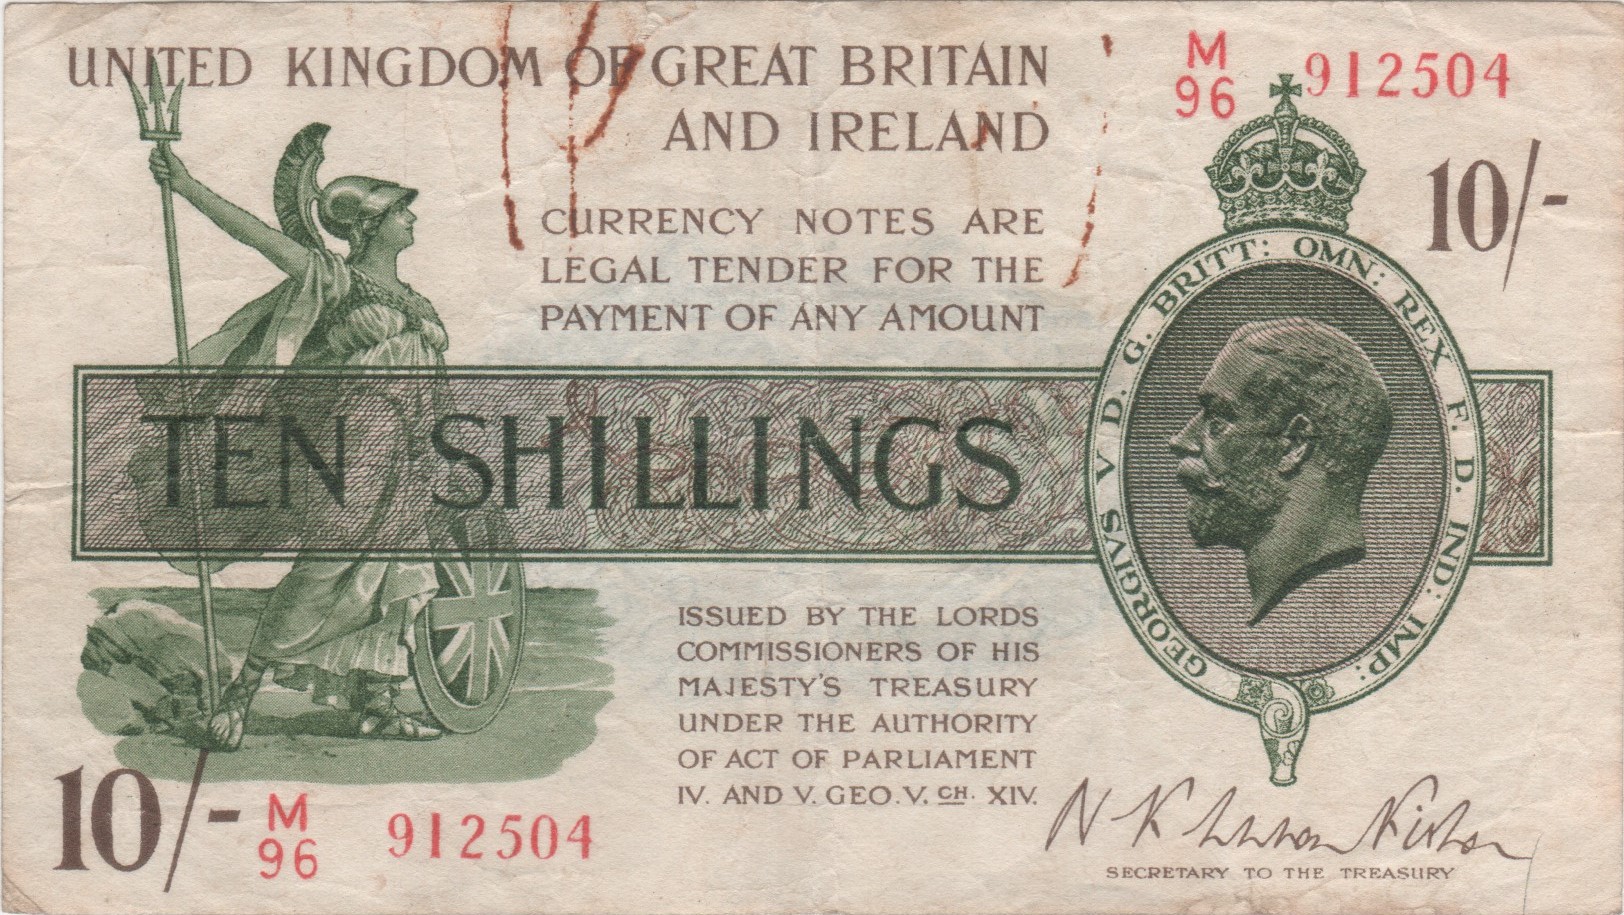 UNITED KINGDOM OF GREAT BRITAIN
AND IRELAND
M
96 912504
10/-
CURRENCY NOTES ARE
LEGAL TENDER FOR THE
PAYMENT OF ANY AMOUNT
GEORGIVS V D. G. BRITT: OMN: REX F. D. IND: IMP:
TEN SHILLINGS
ISSUED BY THE LORDS
COMMISSIONERS OF HIS
MAJESTY'S TREASURY
UNDER THE AUTHORITY
OF ACT OF PARLIAMENT
IV. AND V. GEO. V. CH. XIV.
10/-
M
96 912504
SECRETARY TO THE TREASURY